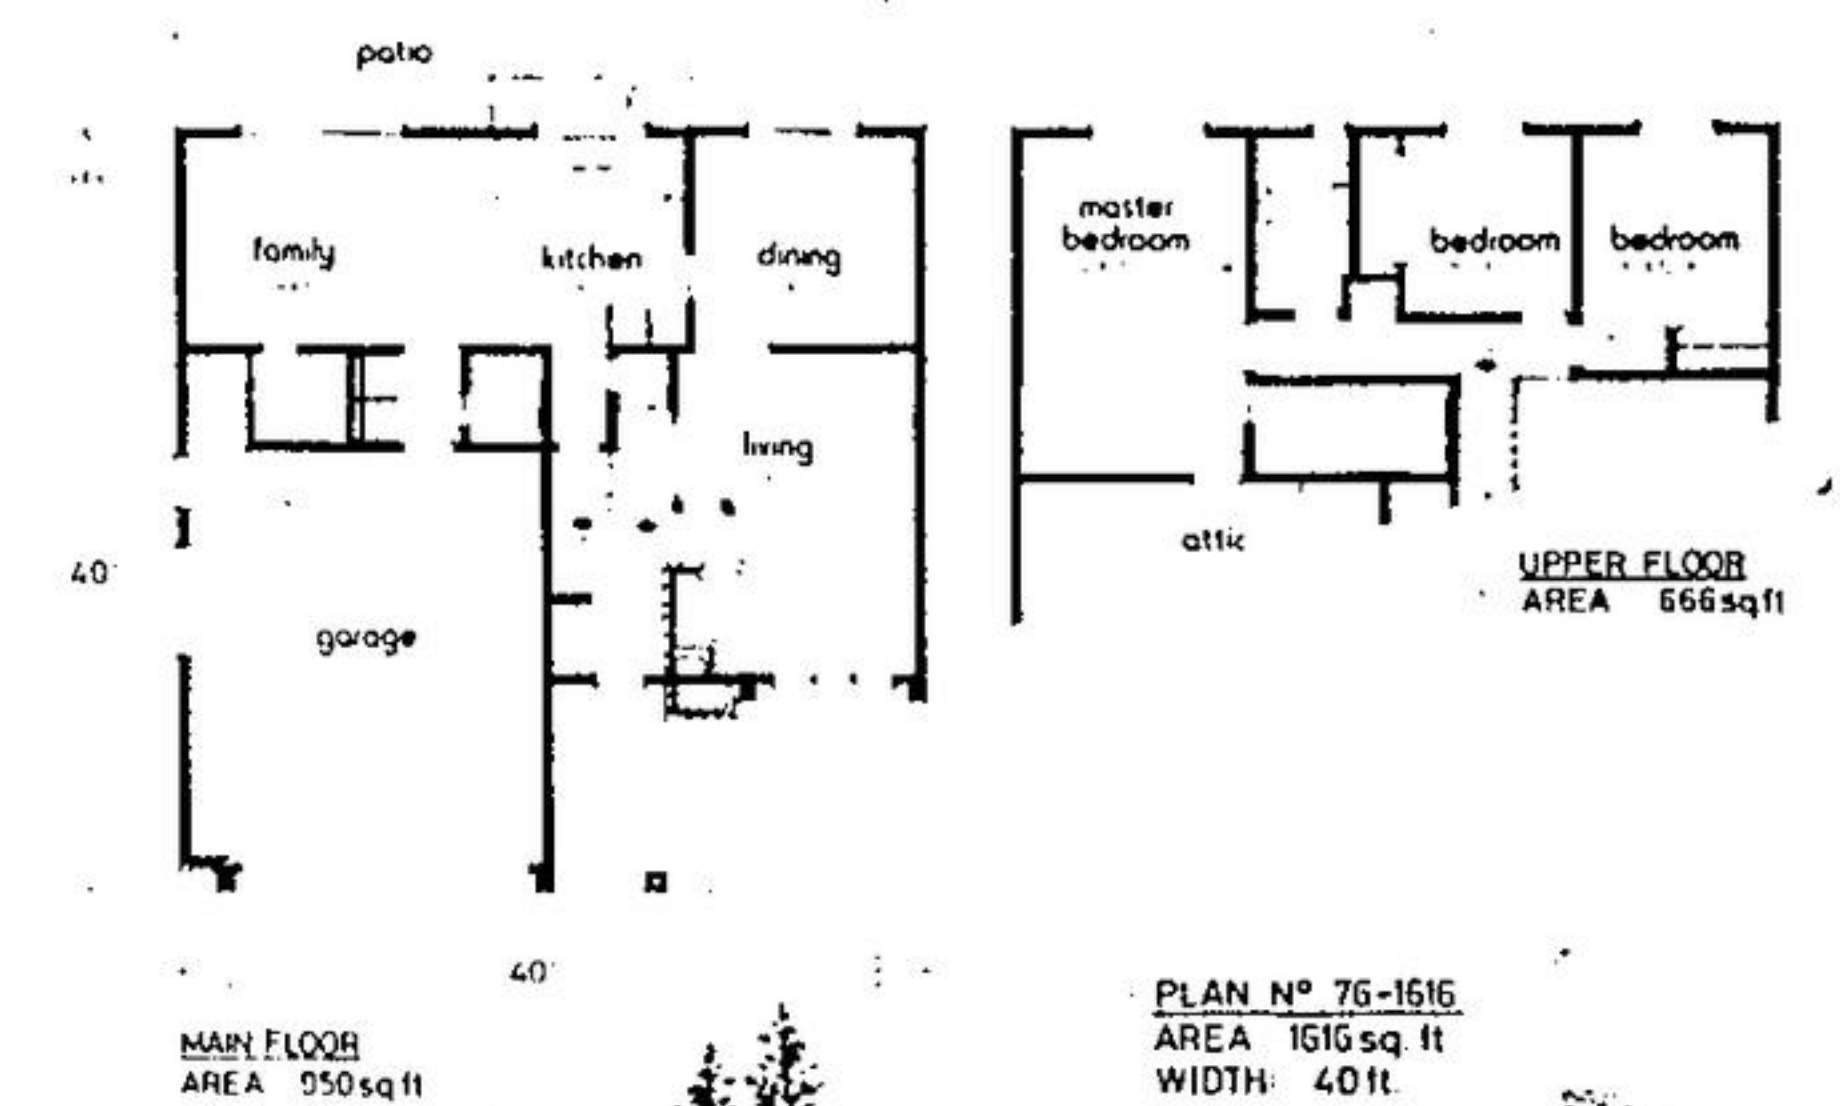 patio
family
kitchen
dining
living
garage
40'
40'
MAIN FLOOR
AREA 950 sq ft
master
bedroom
bedroom
bedroom
attic
UPPER FLOOR
AREA 666 sq ft
PLAN Nº 76-1616
AREA 1616 sq. ft
WIDTH: 40 ft.